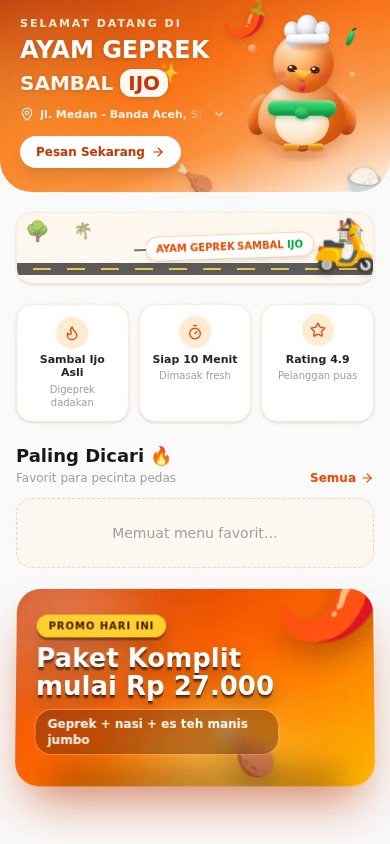 SELAMAT DATANG DI
AYAM GEPREK
SAMBAL IJO
Jl. Medan - Banda Aceh,
Pesan Sekarang
AYAM GEPREK SAMBAL IJO
Sambal Ijo Asli
Digeprek dadakan
Siap 10 Menit
Dimasak fresh
Rating 4.9
Pelanggan puas
Paling Dicari 🔥
Favorit para pecinta pedas
Semua
Memuat menu favorit...
PROMO HARI INI
Paket Komplit
mulai Rp 27.000
Geprek + nasi + es teh manis
jumbo